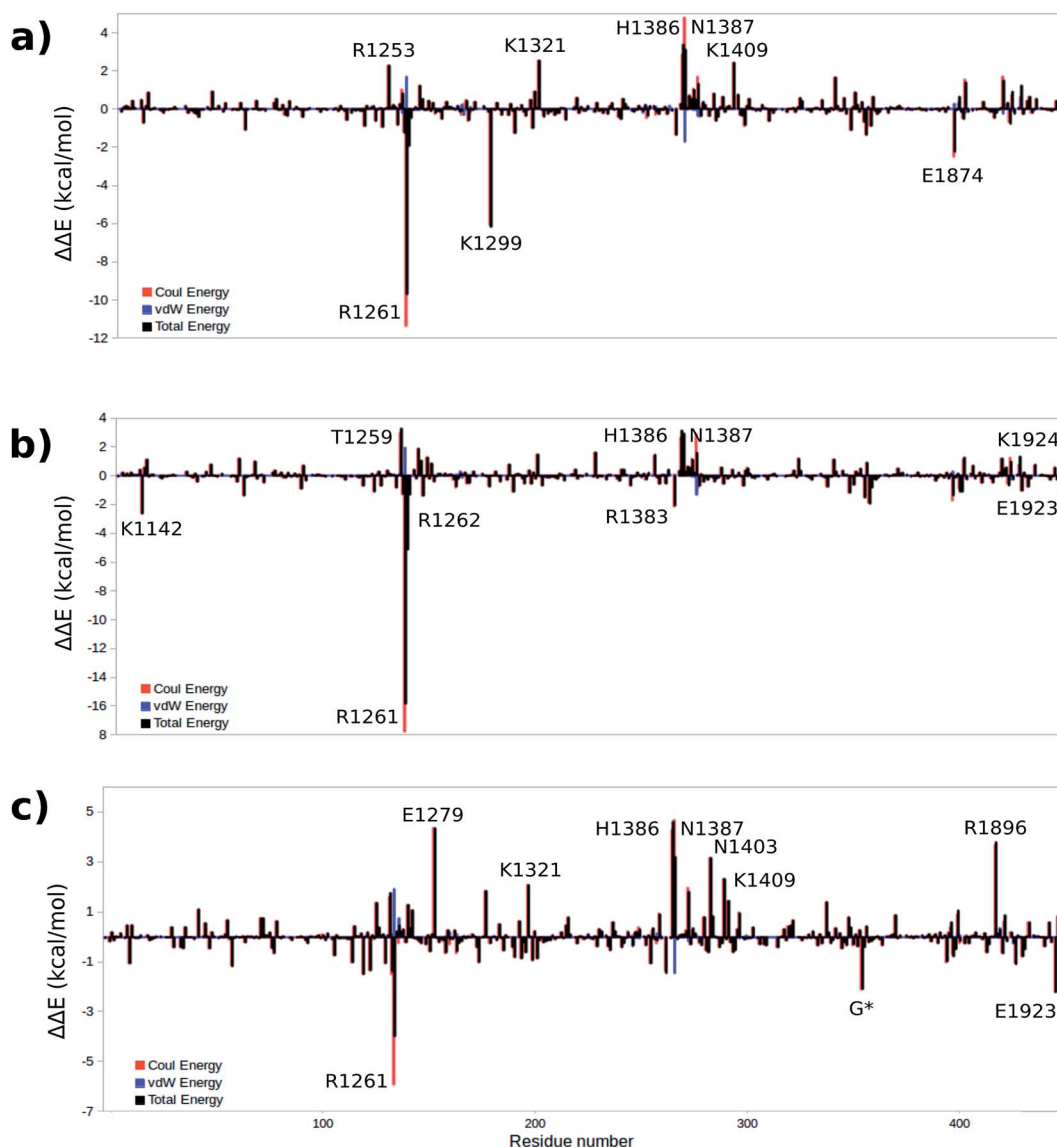 a)
ΔΔE (kcal/mol)
4
2
0
-2
-4
-6
-8
-10
-12
R1253
K1321
H1386
N1387
K1409
E1874
K1299
R1261
Coul Energy
vdW Energy
Total Energy
b)
ΔΔE (kcal/mol)
4
2
0
-2
-4
-6
-8
-10
-12
-14
-16
8
T1259
H1386
N1387
K1924
K1142
R1262
R1383
E1923
R1261
Coul Energy
vdW Energy
Total Energy
c)
ΔΔE (kcal/mol)
5
3
1
-1
-3
-5
-7
E1279
K1321
H1386
N1387
N1403
K1409
R1896
G*
E1923
R1261
Coul Energy
vdW Energy
Total Energy
100
200
300
400
Residue number